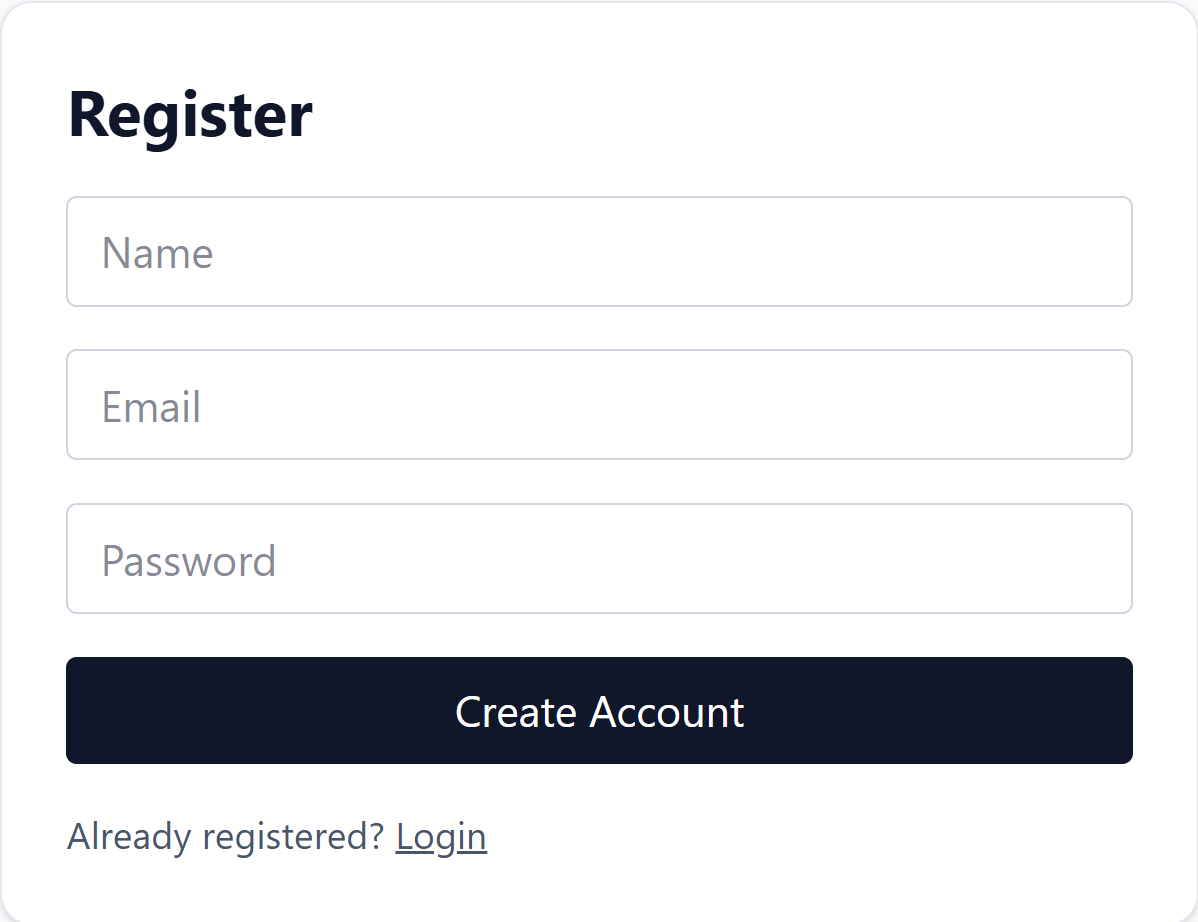 Register
Name
Email
Password
Create Account
Already registered? Login